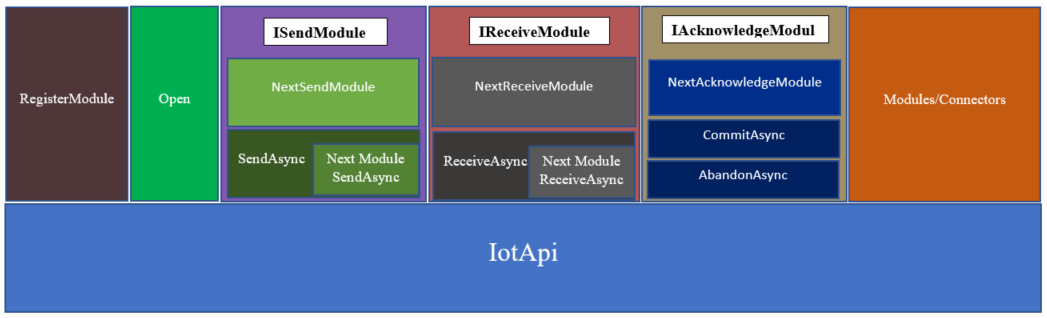 RegisterModule
Open
ISendModule
NextSendModule
SendAsync
Next Module
SendAsync
IReceiveModule
NextReceiveModule
ReceiveAsync
Next Module
ReceiveAsync
IAcknowledgeModul
NextAcknowledgeModule
CommitAsync
AbandonAsync
Modules/Connectors
IotApi